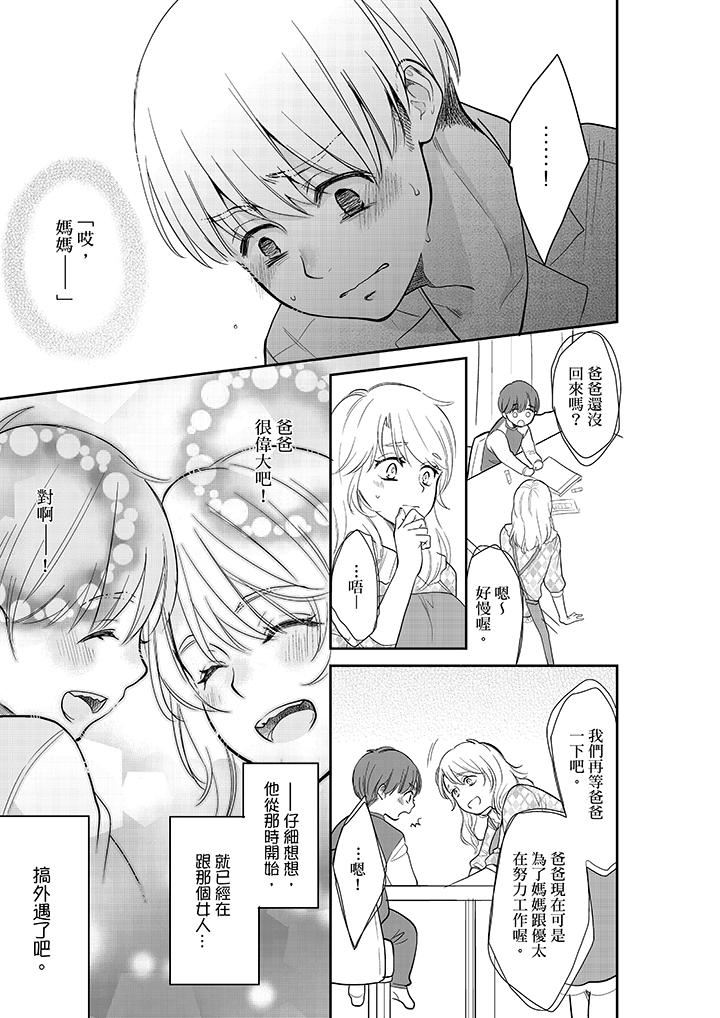 ……！
「哎，
媽媽——」
爸爸還沒
回來嗎？
嗯～
好慢喔。
…唔—
我們再等爸爸
一下吧。
爸爸現在可是
為了媽媽跟優太
在努力工作喔。
…嗯！
爸爸
很偉大吧！
對啊——！
——仔細想想，
他從那時開始，
就已經在
跟那個女人…
搞外遇了吧。